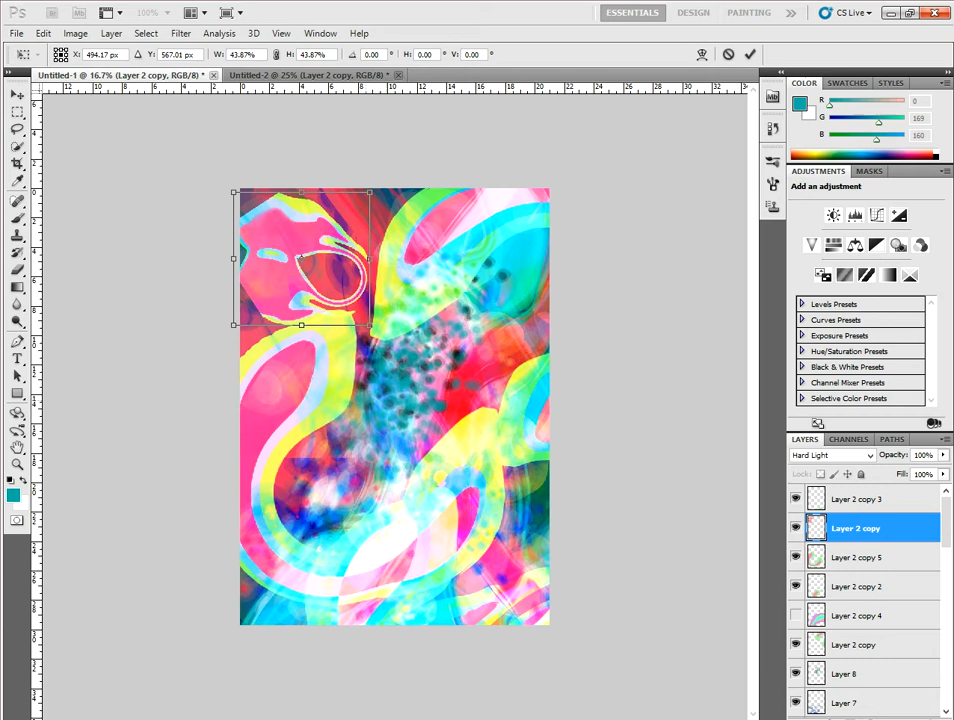 Ps Br Mb 100% ESSENTIALS DESIGN PAINTING CS Live
File Edit Image Layer Select Filter Analysis 3D View Window Help
X: 494.17 px Y: 567.01 px W: 43.87% H: 43.87% 0.00 ° H: 0.00 ° V: 0.00 °
Untitled-1 @ 16.7% (Layer 2 copy, RGB/8) * Untitled-2 @ 25% (Layer 2 copy, RGB/8) *
COLOR SWATCHES STYLES
R 0
G 169
B 160
ADJUSTMENTS MASKS
Add an adjustment
Levels Presets
Curves Presets
Exposure Presets
Hue/Saturation Presets
Black & White Presets
Channel Mixer Presets
Selective Color Presets
LAYERS CHANNELS PATHS
Hard Light Opacity: 100%
Lock: Fill: 100%
Layer 2 copy 3
Layer 2 copy
Layer 2 copy 5
Layer 2 copy 2
Layer 2 copy 4
Layer 2 copy
Layer 8
Layer 7